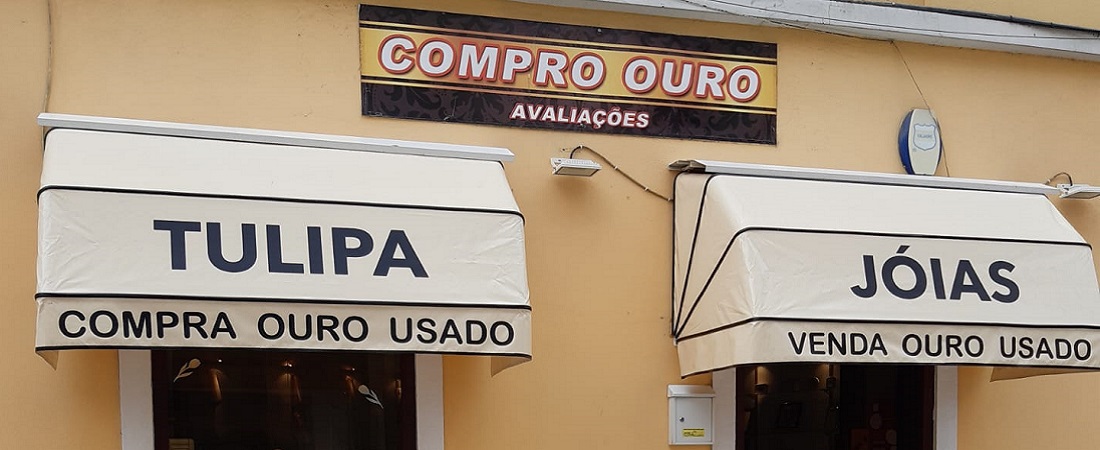 COMPRO OURO
AVALIAÇÕES
TULIPA
COMPRA OURO USADO
JÓIAS
VENDA OURO USADO